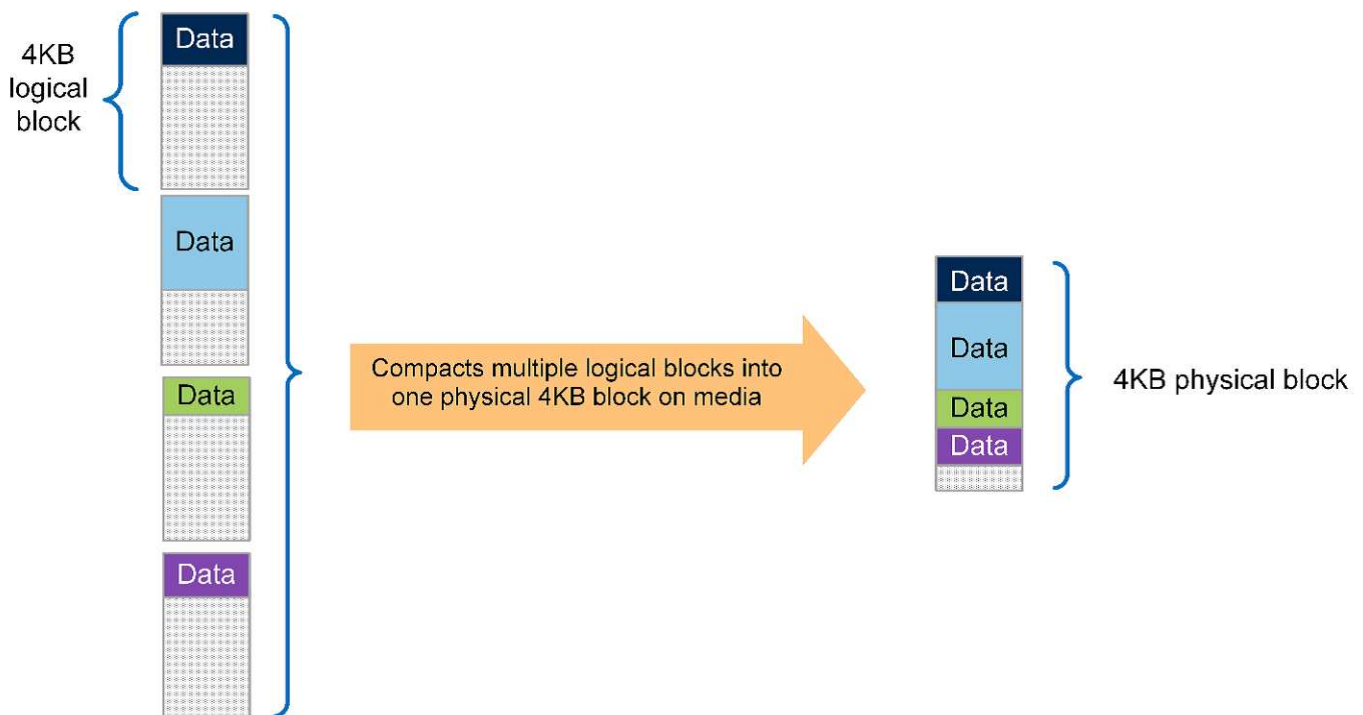 4KB
logical
block
Data
Data
Data
Data
Compacts multiple logical blocks into
one physical 4KB block on media
Data
Data
Data
Data
4KB physical block